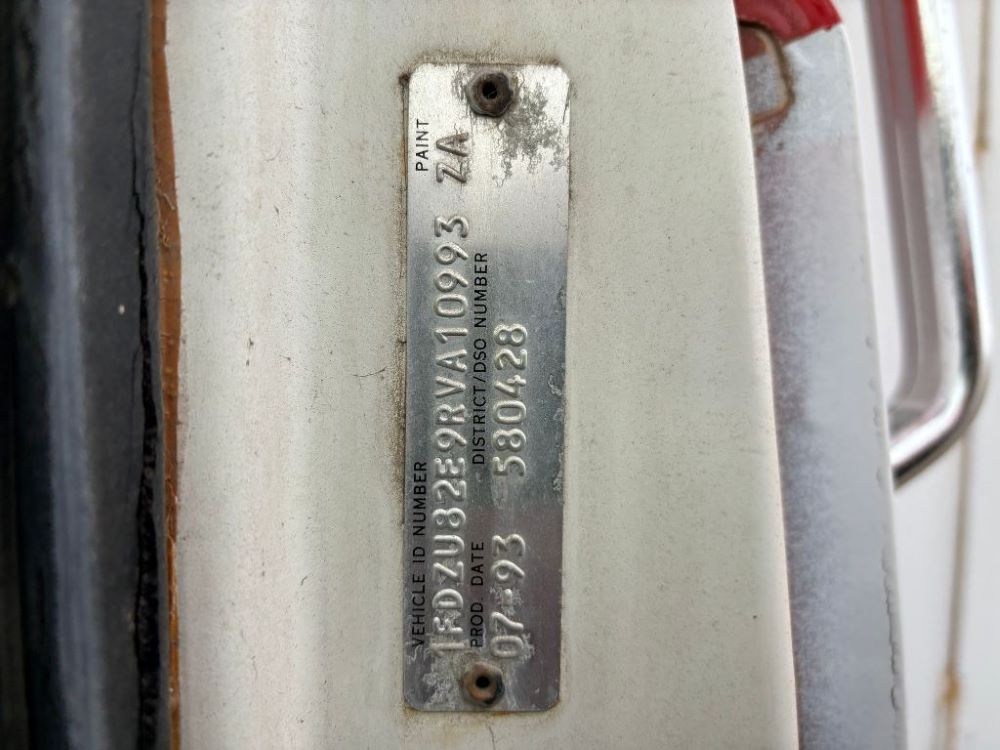 VEHICLE ID NUMBER PAINT
1FDZU82E9RVA10993 ZA
PROD. DATE DISTRICT/DSO NUMBER
07-93 580428